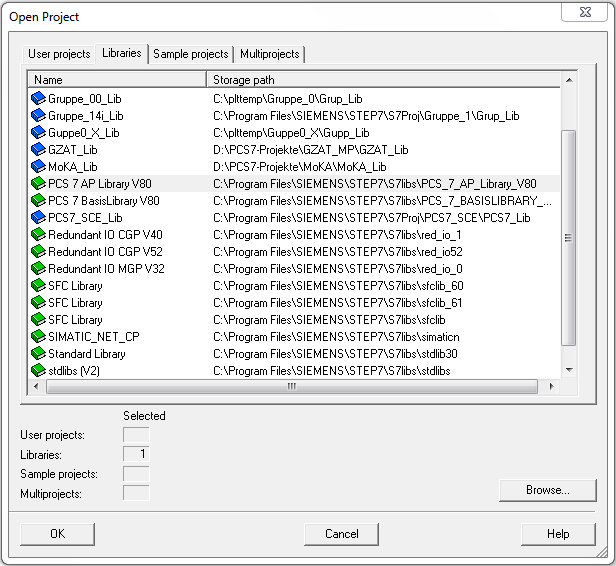 Open Project
User projects Libraries Sample projects Multiprojects
Name Storage path
Gruppe_00_Lib C:\plttemp\Gruppe_0\Grup_Lib
Gruppe_14i_Lib C:\Program Files\SIEMENS\STEP7\S7Proj\Gruppe_1\Grup_Lib
Guppe0_X_Lib C:\plttemp\Guppe0_X\Gupp_Lib
GZAT_Lib D:\PCS7-Projekte\GZAT_MP\GZAT_Lib
MoKA_Lib D:\PCS7-Projekte\MoKA\MoKA_Lib
PCS 7 AP Library V80 C:\Program Files\SIEMENS\STEP7\S7libs\PCS_7_AP_Library_V80
PCS 7 BasisLibrary V80 C:\Program Files\SIEMENS\STEP7\S7libs\PCS_7_BASISLIBRARY_...
PCS7_SCE_Lib C:\Program Files\SIEMENS\STEP7\S7Proj\PCS7_SCE\PCS7_Lib
Redundant IO CGP V40 C:\Program Files\SIEMENS\STEP7\S7libs\red_io_1
Redundant IO CGP V52 C:\Program Files\SIEMENS\STEP7\S7libs\red_io52
Redundant IO MGP V32 C:\Program Files\SIEMENS\STEP7\S7libs\red_io_0
SFC Library C:\Program Files\SIEMENS\STEP7\S7libs\sfclib_60
SFC Library C:\Program Files\SIEMENS\STEP7\S7libs\sfclib_61
SFC Library C:\Program Files\SIEMENS\STEP7\S7libs\sfclib
SIMATIC_NET_CP C:\Program Files\SIEMENS\STEP7\S7libs\simaticn
Standard Library C:\Program Files\SIEMENS\STEP7\S7libs\stdlib30
stdlibs (V2) C:\Program Files\SIEMENS\STEP7\S7libs\stdlibs
Selected
User projects:
Libraries: 1
Sample projects:
Multiprojects:
Browse...
OK Cancel Help